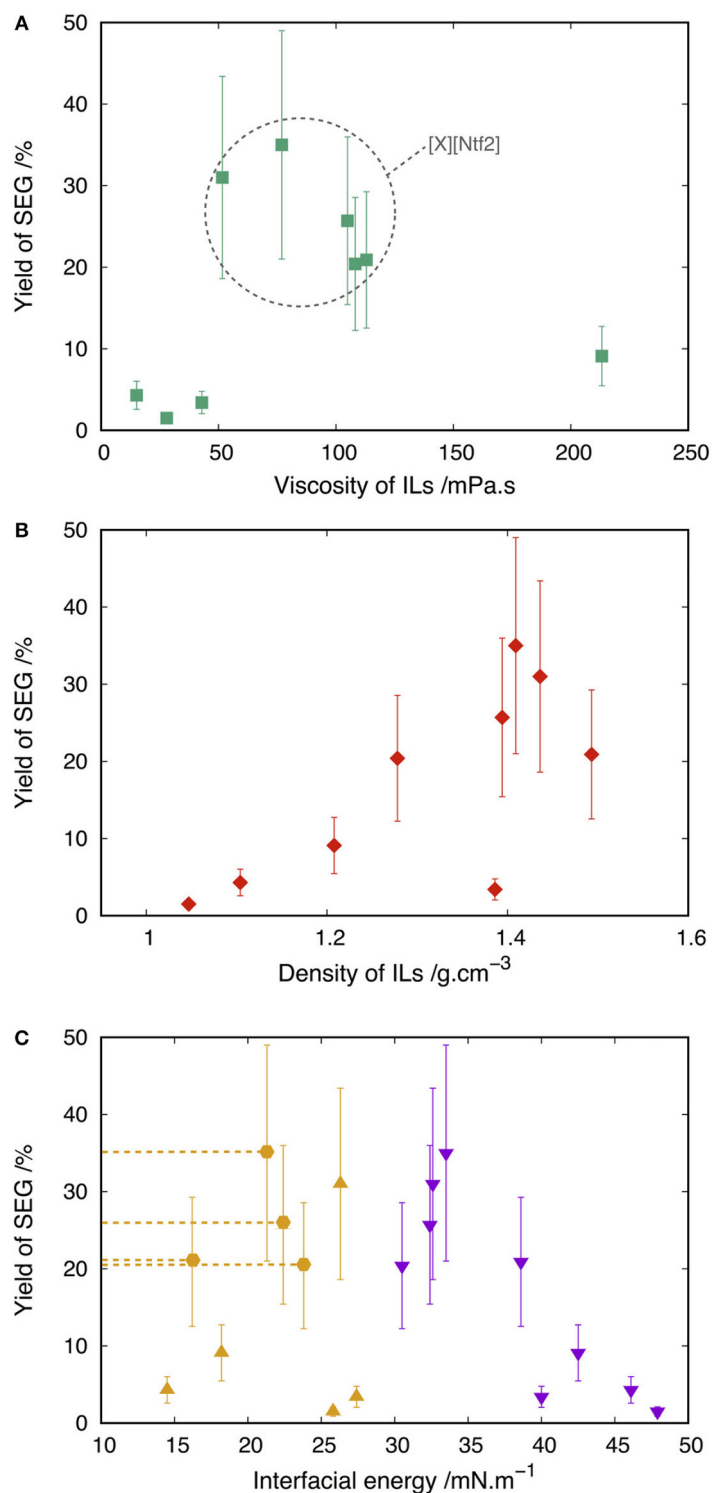 A
50
40
30
20
10
0
Yield of SEG /%
[X][Ntf2]
0 50 100 150 200 250
Viscosity of ILs /mPa.s
B
50
40
30
20
10
0
Yield of SEG /%
1 1.2 1.4 1.6
Density of ILs /g.cm⁻³
C
50
40
30
20
10
0
Yield of SEG /%
10 15 20 25 30 35 40 45 50
Interfacial energy /mN.m⁻¹